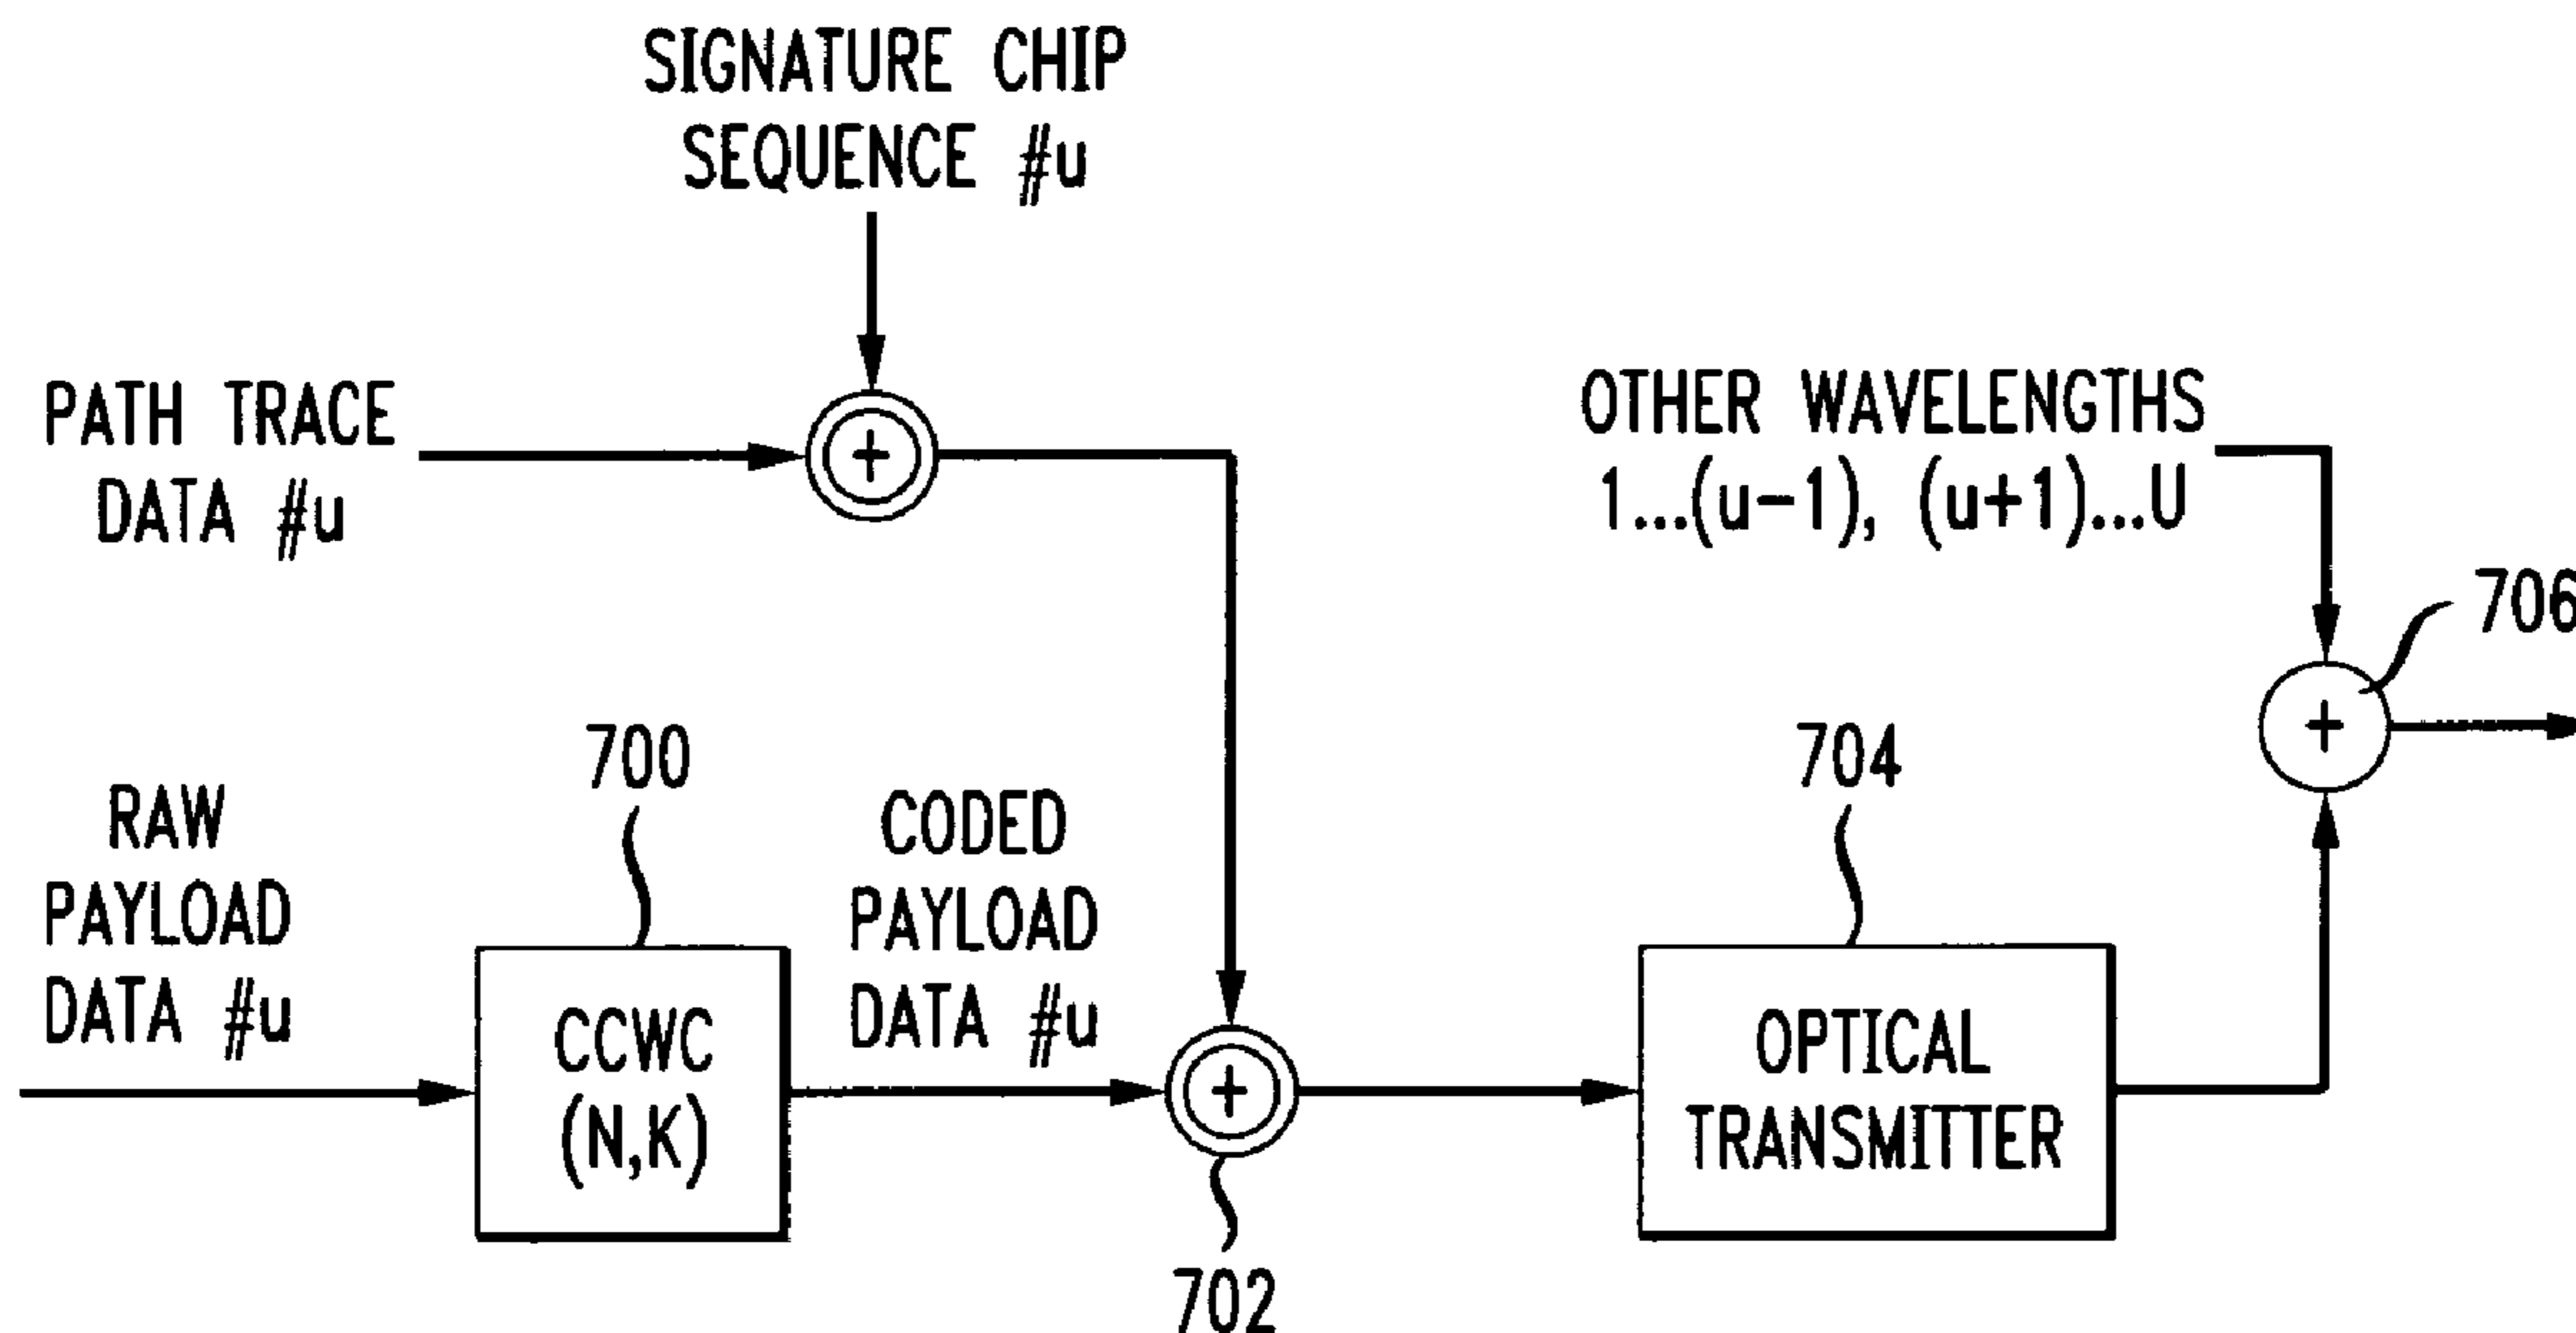 SIGNATURE CHIP
SEQUENCE #u
PATH TRACE
DATA #u
+
OTHER WAVELENGTHS
1...(u-1), (u+1)...U
706
+
RAW
PAYLOAD
DATA #u
700
CCWC
(N,K)
CODED
PAYLOAD
DATA #u
+
702
704
OPTICAL
TRANSMITTER